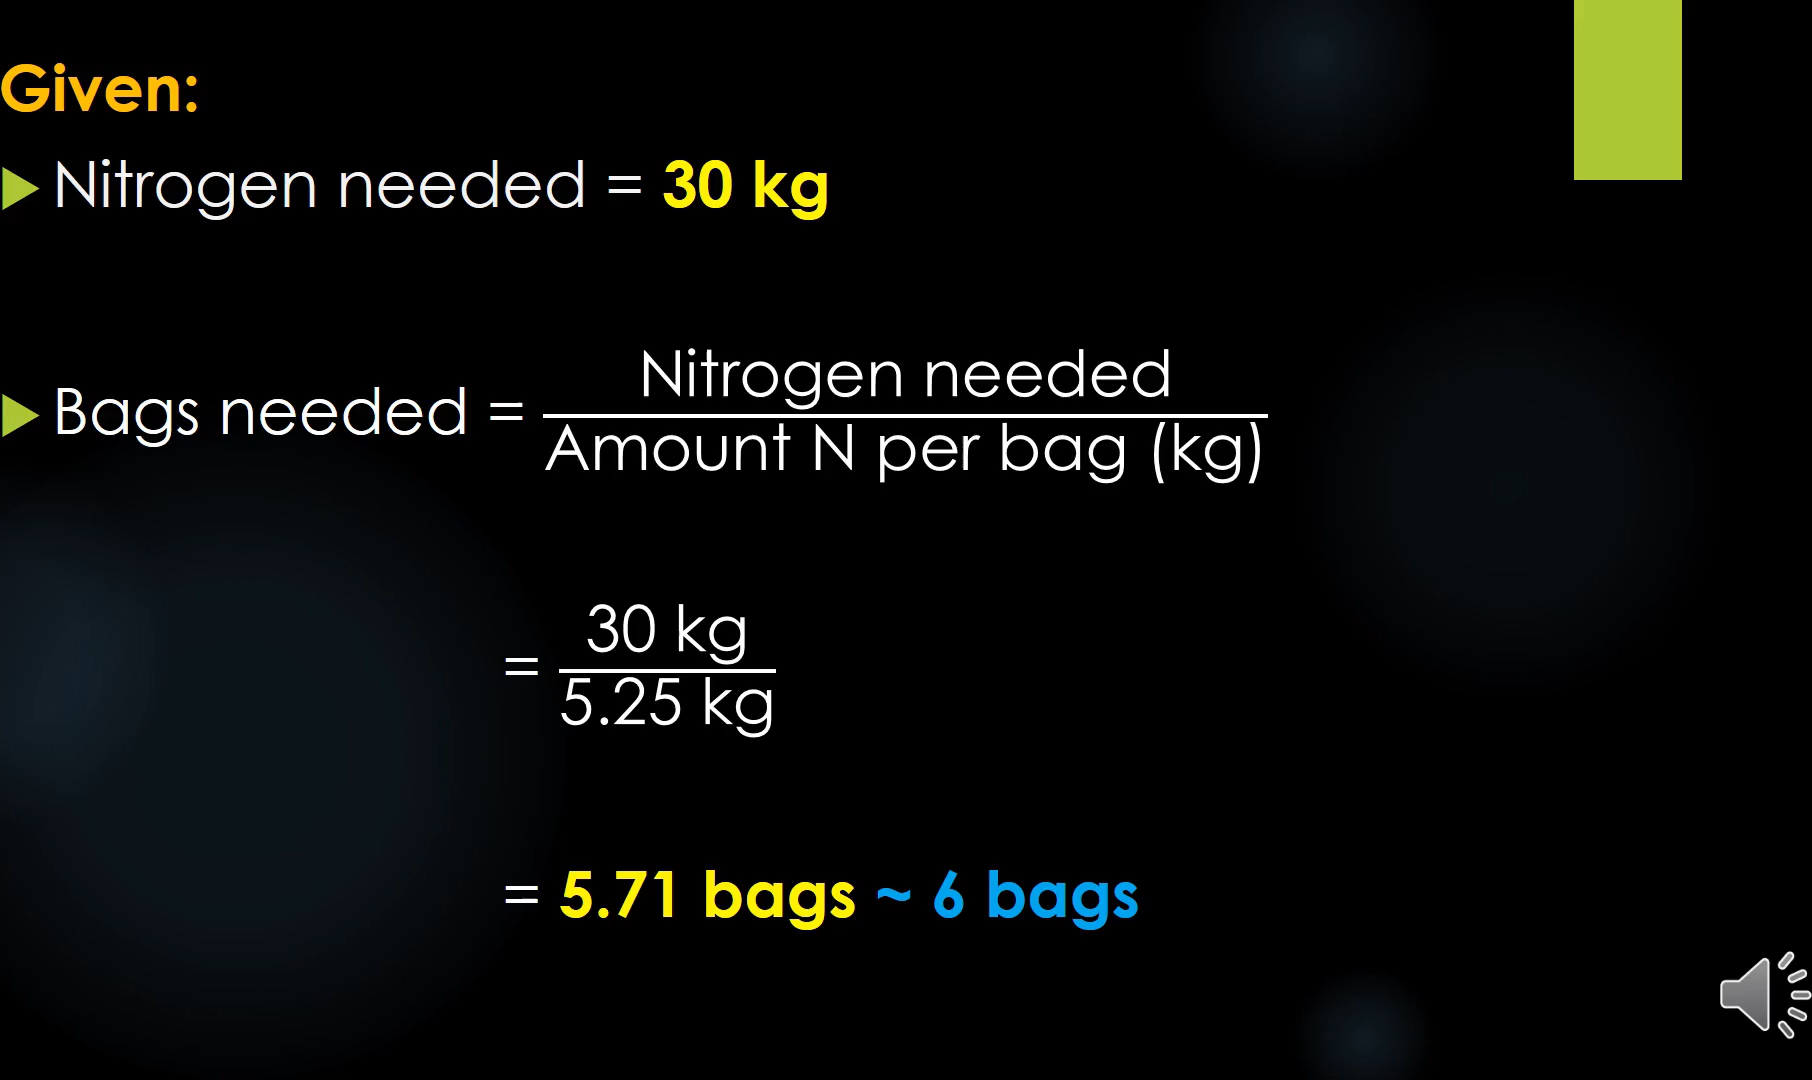 Given:
Nitrogen needed = 30 kg
Bags needed = Nitrogen needed / Amount N per bag (kg)
= 30 kg / 5.25 kg
= 5.71 bags ~ 6 bags